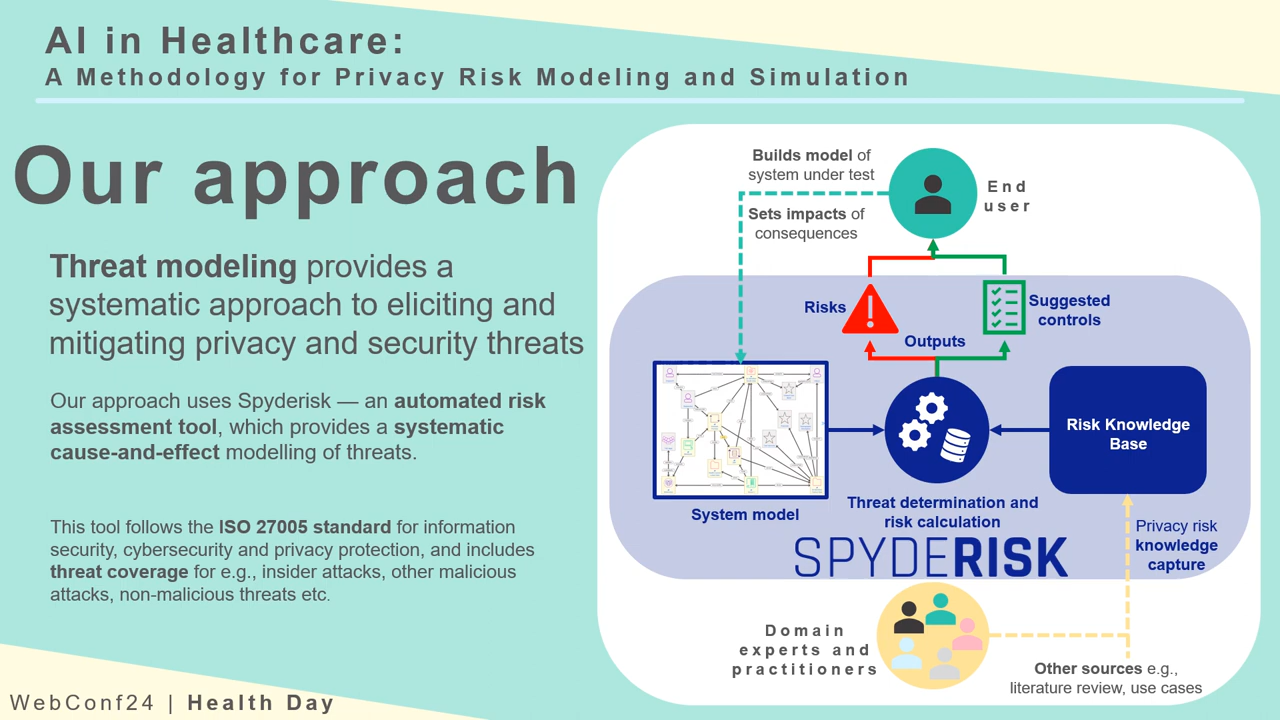 AI in Healthcare:
A Methodology for Privacy Risk Modeling and Simulation
Our approach
Threat modeling provides a
systematic approach to eliciting and
mitigating privacy and security threats
Our approach uses Spyderisk — an automated risk
assessment tool, which provides a systematic
cause-and-effect modelling of threats.
This tool follows the ISO 27005 standard for information
security, cybersecurity and privacy protection, and includes
threat coverage for e.g., insider attacks, other malicious
attacks, non-malicious threats etc.
WebConf24 | Health Day
Builds model of
system under test
Sets impacts of
consequences
End
user
Risks
Suggested
controls
Outputs
System model
Threat determination and
risk calculation
Risk Knowledge
Base
SPYDERISK
Privacy risk
knowledge
capture
Domain
experts and
practitioners
Other sources e.g.,
literature review, use cases